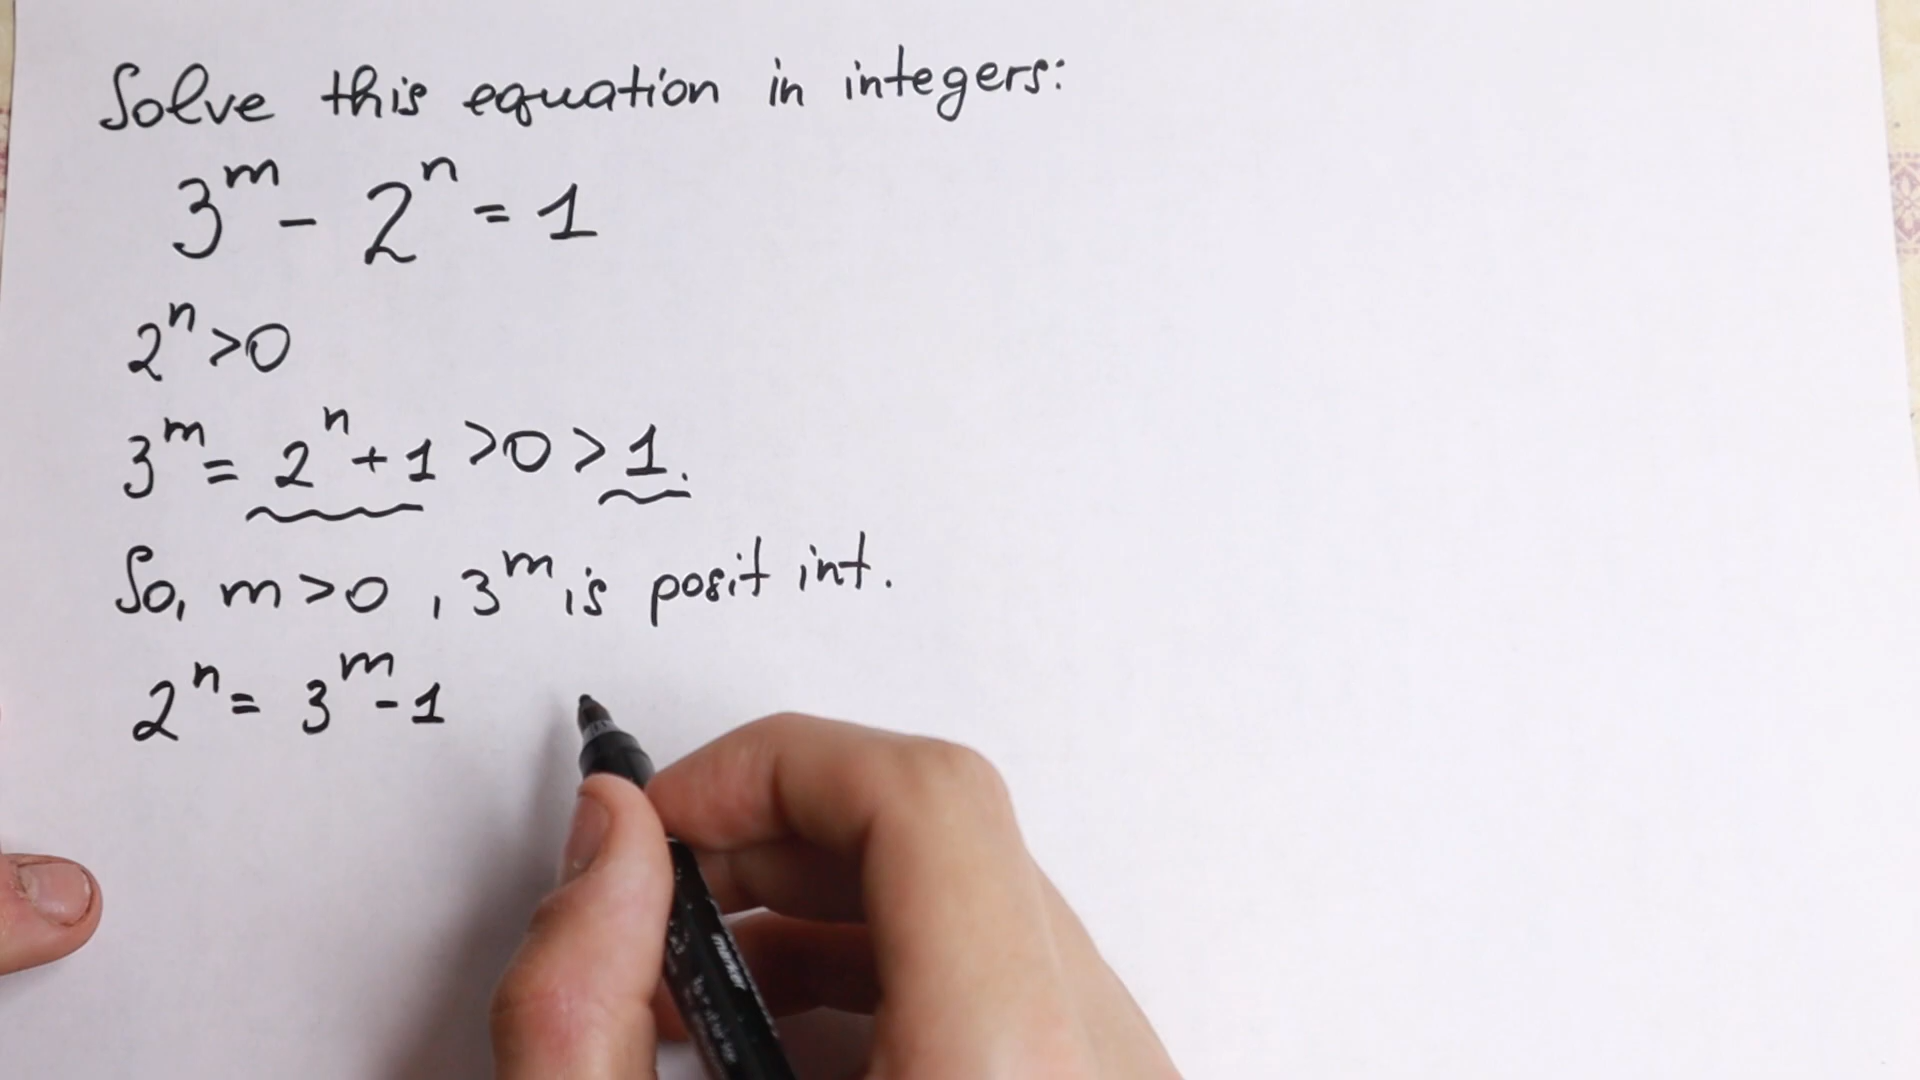 Solve this equation in integers:
3^m - 2^n = 1
2^n > 0
3^m = 2^n + 1 > 0 > 1.
So, m > 0 , 3^m is posit int.
2^n = 3^m - 1
marker